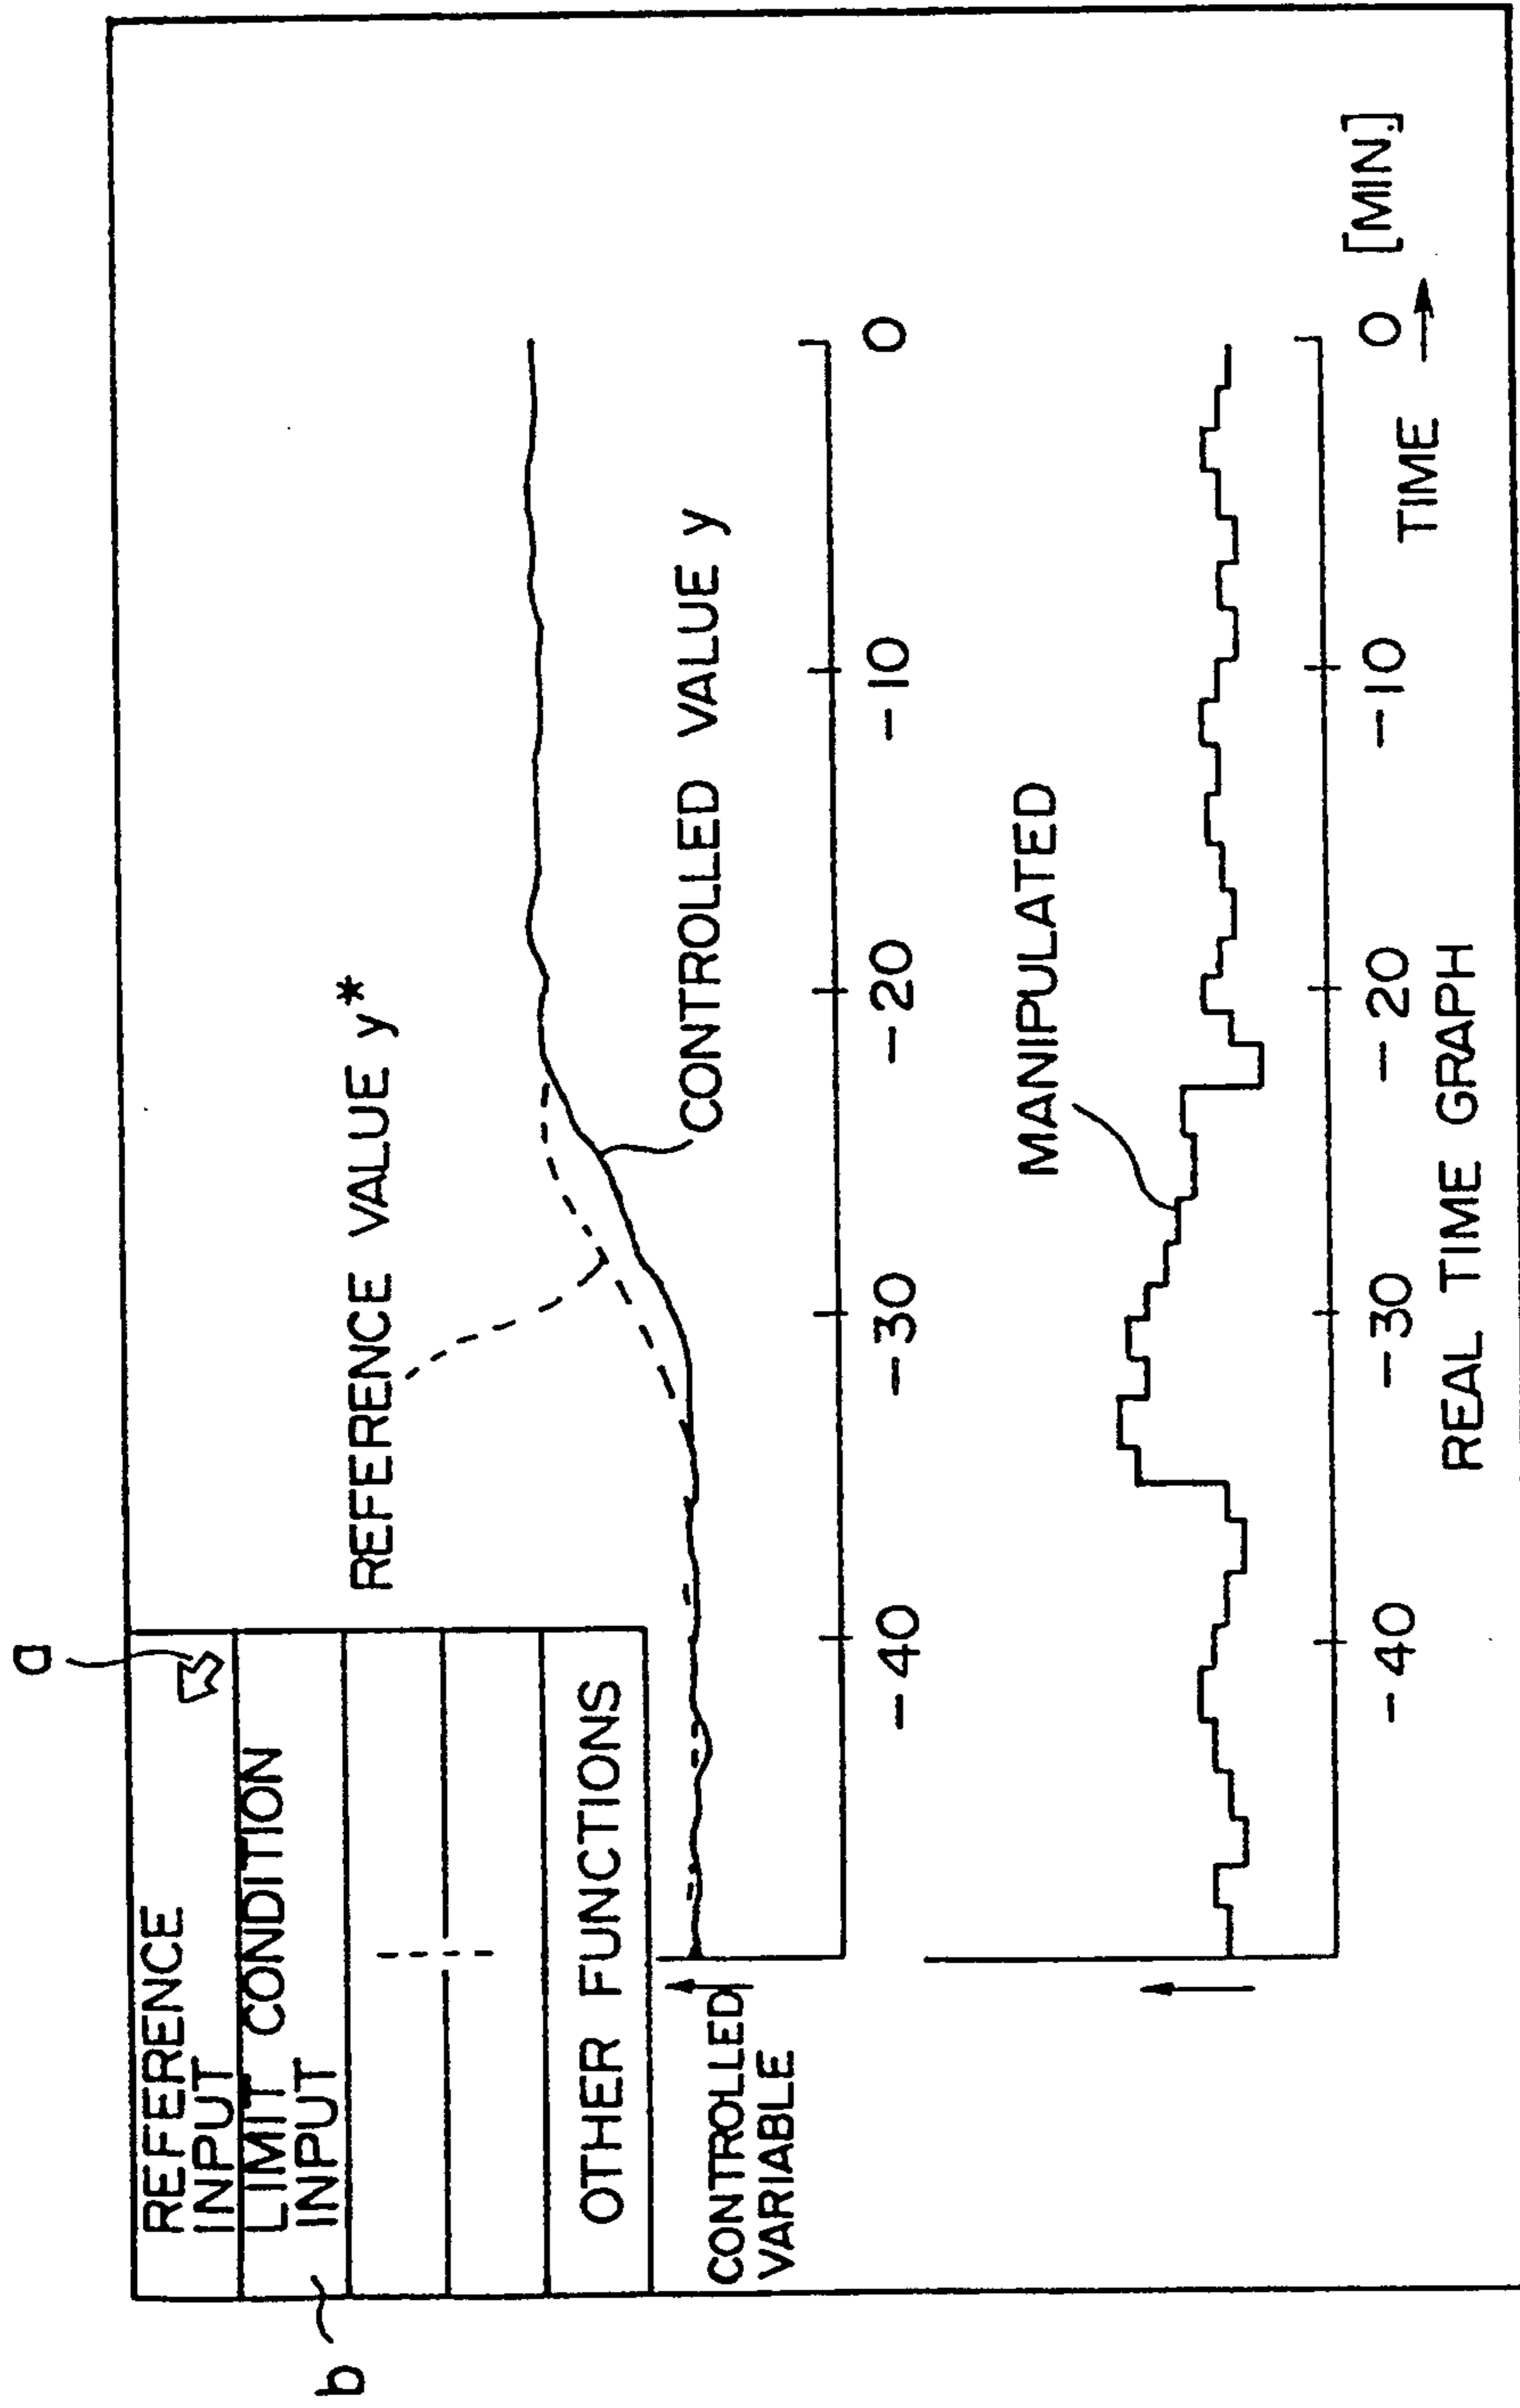 a
b
REFERENCE
INPUT
LIMIT CONDITION
INPUT
OTHER FUNCTIONS
REFERENCE VALUE y*
CONTROLLED VALUE y
CONTROLLED
VARIABLE
-40 -30 -20 -10 0
MANIPULATED
-40 -30 -20 -10 0 [MIN.]
TIME
REAL TIME GRAPH